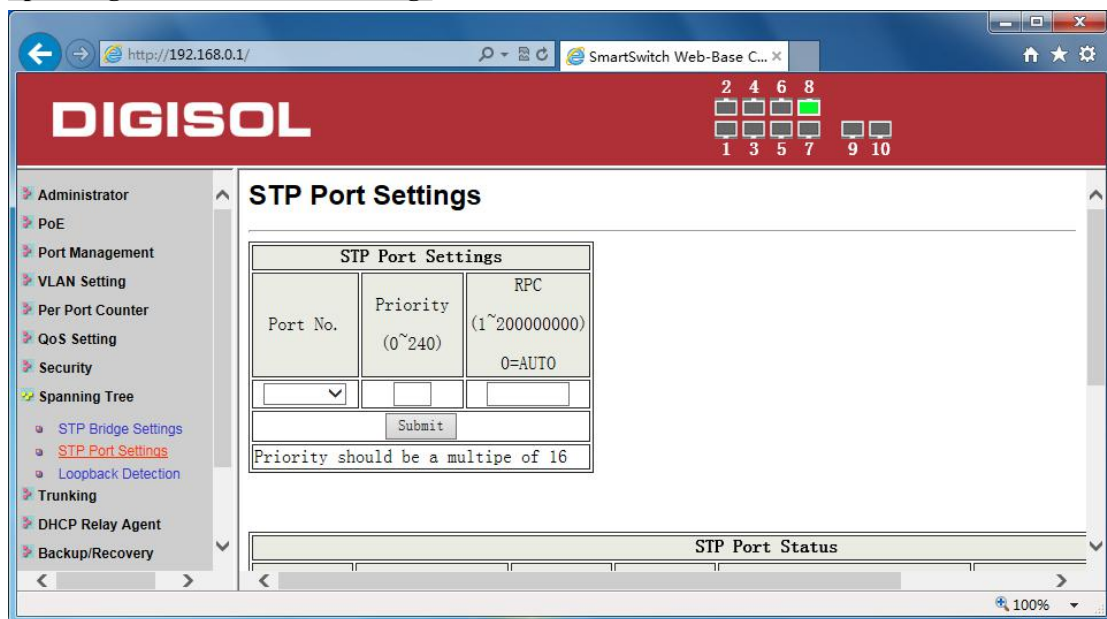 http://192.168.0.1/
SmartSwitch Web-Base C...
DIGISOL
2 4 6 8
1 3 5 7 9 10
Administrator
PoE
Port Management
VLAN Setting
Per Port Counter
QoS Setting
Security
Spanning Tree
STP Bridge Settings
STP Port Settings
Loopback Detection
Trunking
DHCP Relay Agent
Backup/Recovery
STP Port Settings
STP Port Settings
Port No.
Priority
(0~240)
RPC
(1~200000000)
0=AUTO
Submit
Priority should be a multipe of 16
STP Port Status
100%